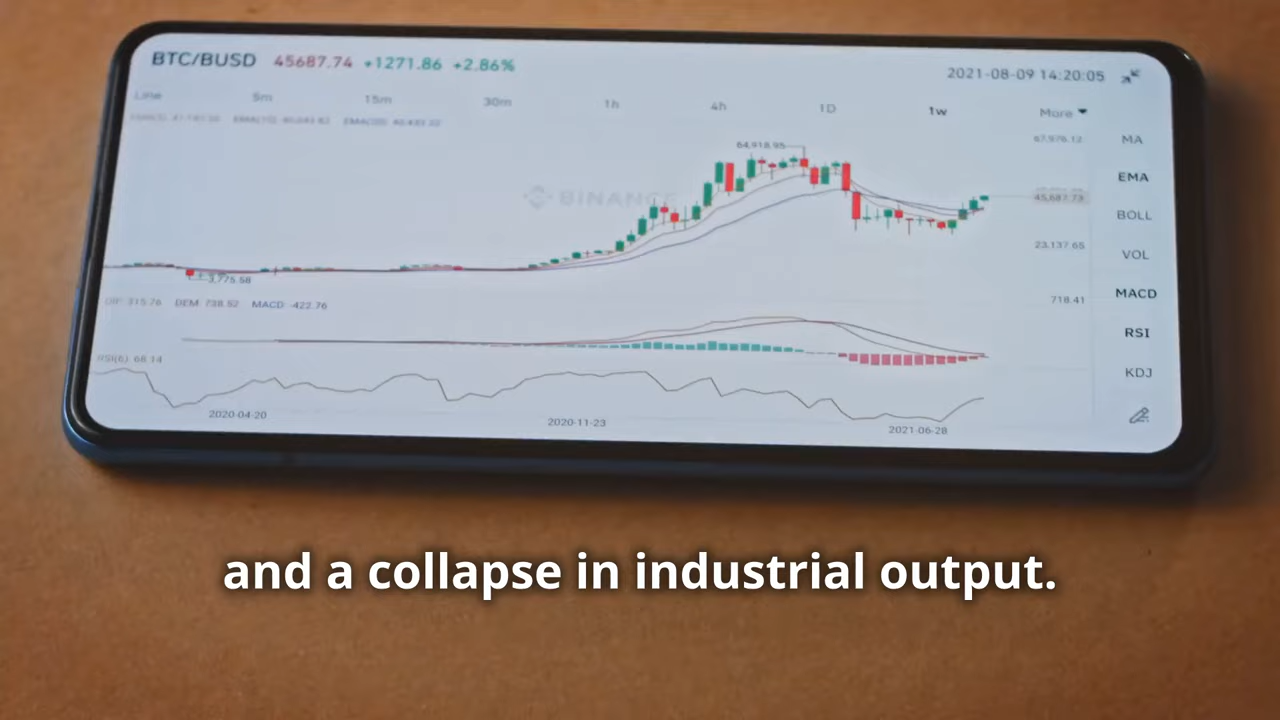 BTC/BUSD 45687.74 +1271.86 +2.86% 2021-08-09 14:20:05
Line 5m 15m 30m 1h 4h 1D 1w More
67,976.12 MA
64,918.95
EMA
BINANCE 45,687.73
BOLL
23,137.65 VOL
3,775.58
MACD
DIF 315.76 DEM 738.52 MACD -422.76 718.41
RSI
RSI(6) 68.14 KDJ
2020-04-20 2020-11-23 2021-06-28
and a collapse in industrial output.